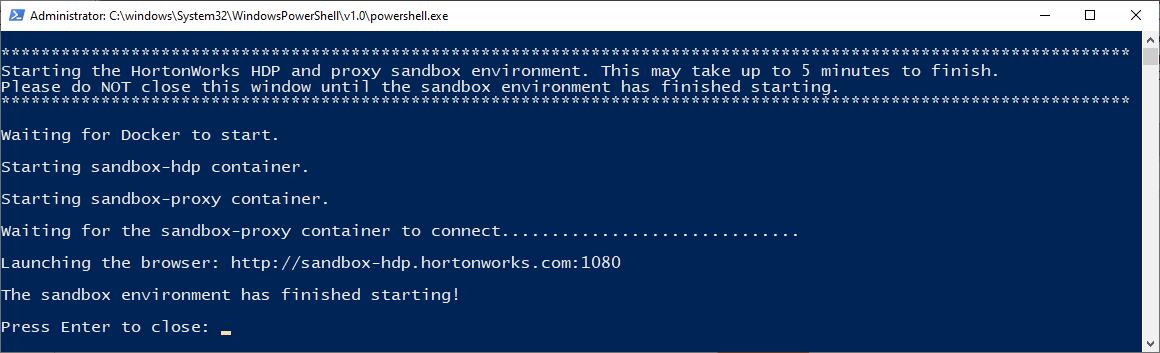 Administrator: C:\windows\System32\WindowsPowerShell\v1.0\powershell.exe
*****************************************************************************************************************
Starting the HortonWorks HDP and proxy sandbox environment. This may take up to 5 minutes to finish.
Please do NOT close this window until the sandbox environment has finished starting.
*****************************************************************************************************************
Waiting for Docker to start.
Starting sandbox-hdp container.
Starting sandbox-proxy container.
Waiting for the sandbox-proxy container to connect..............................
Launching the browser: http://sandbox-hdp.hortonworks.com:1080
The sandbox environment has finished starting!
Press Enter to close: